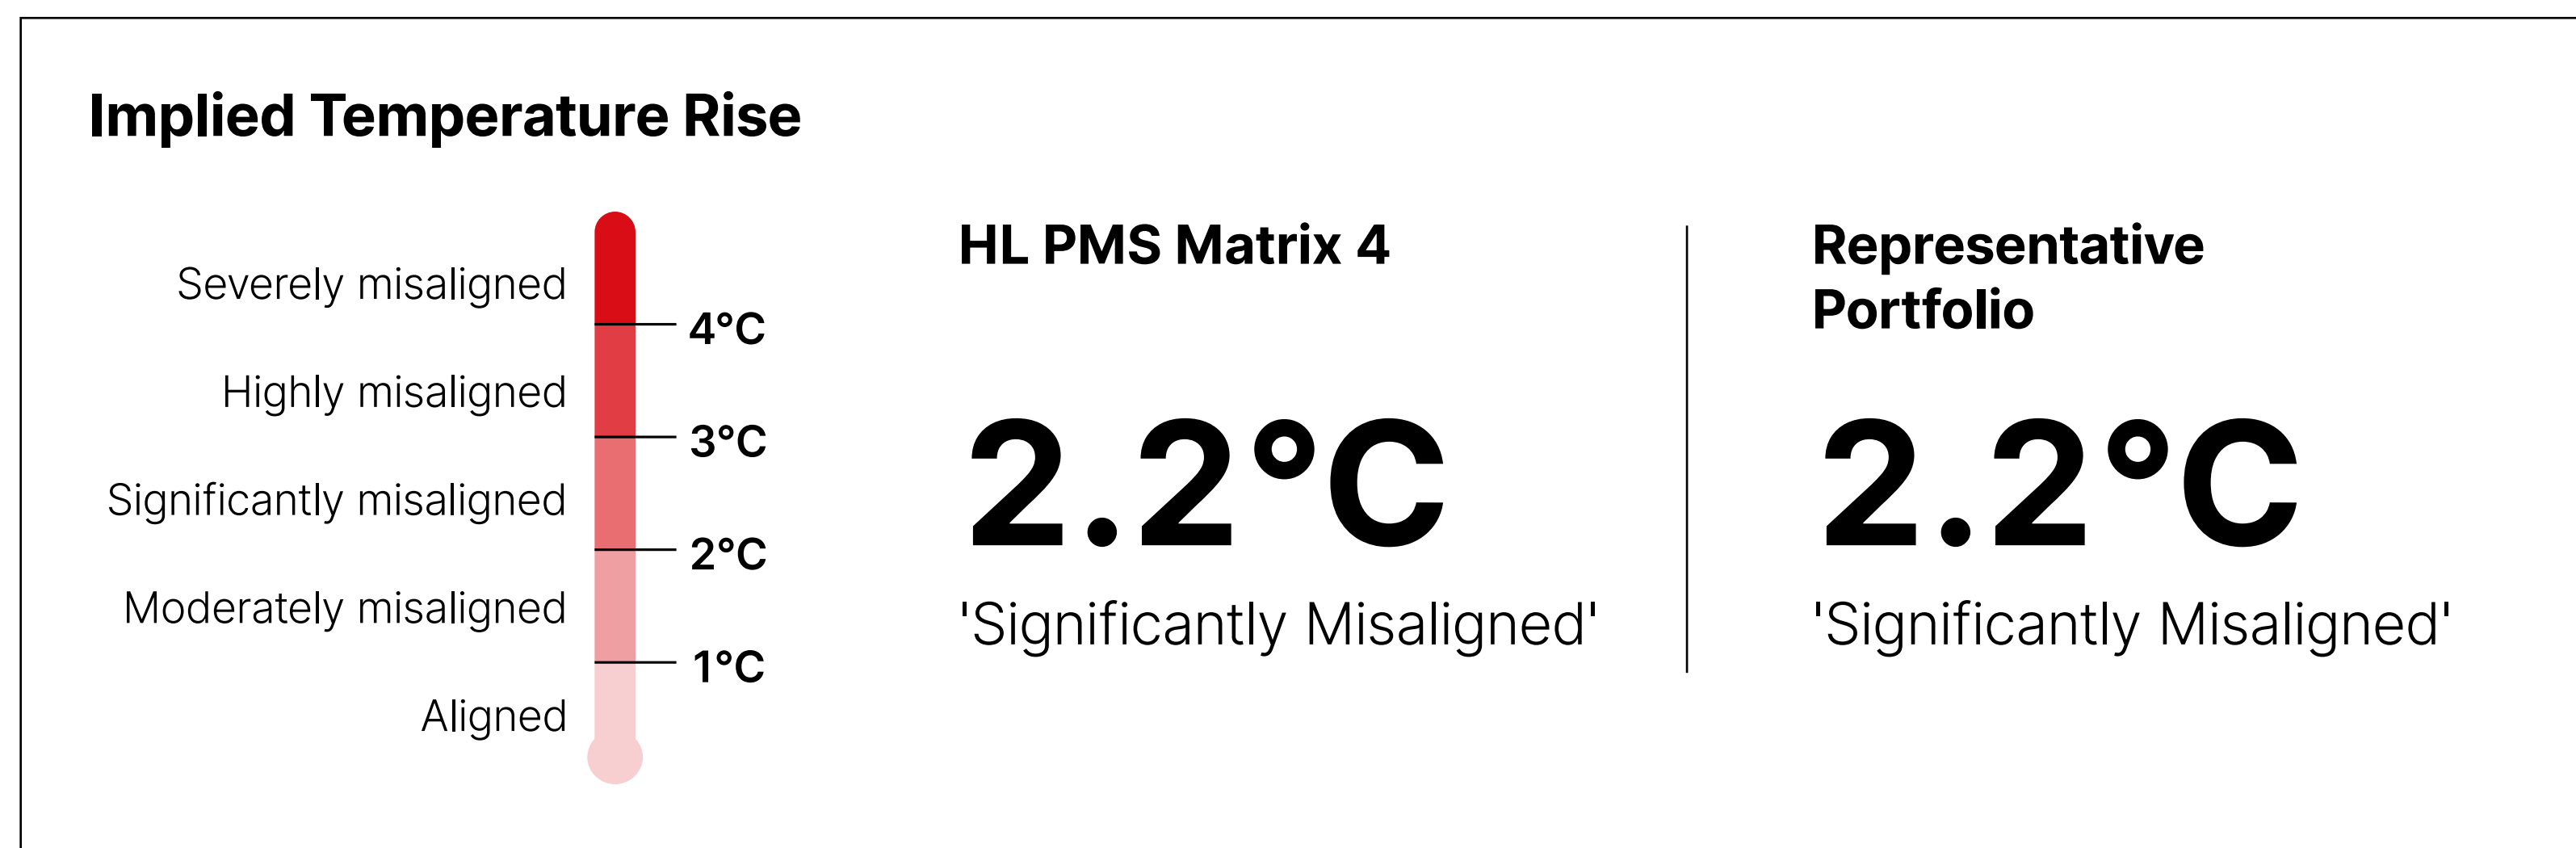 Implied Temperature Rise
Severely misaligned
4°C
Highly misaligned
3°C
Significantly misaligned
2°C
Moderately misaligned
1°C
Aligned
HL PMS Matrix 4
2.2°C
'Significantly Misaligned'
Representative
Portfolio
2.2°C
'Significantly Misaligned'